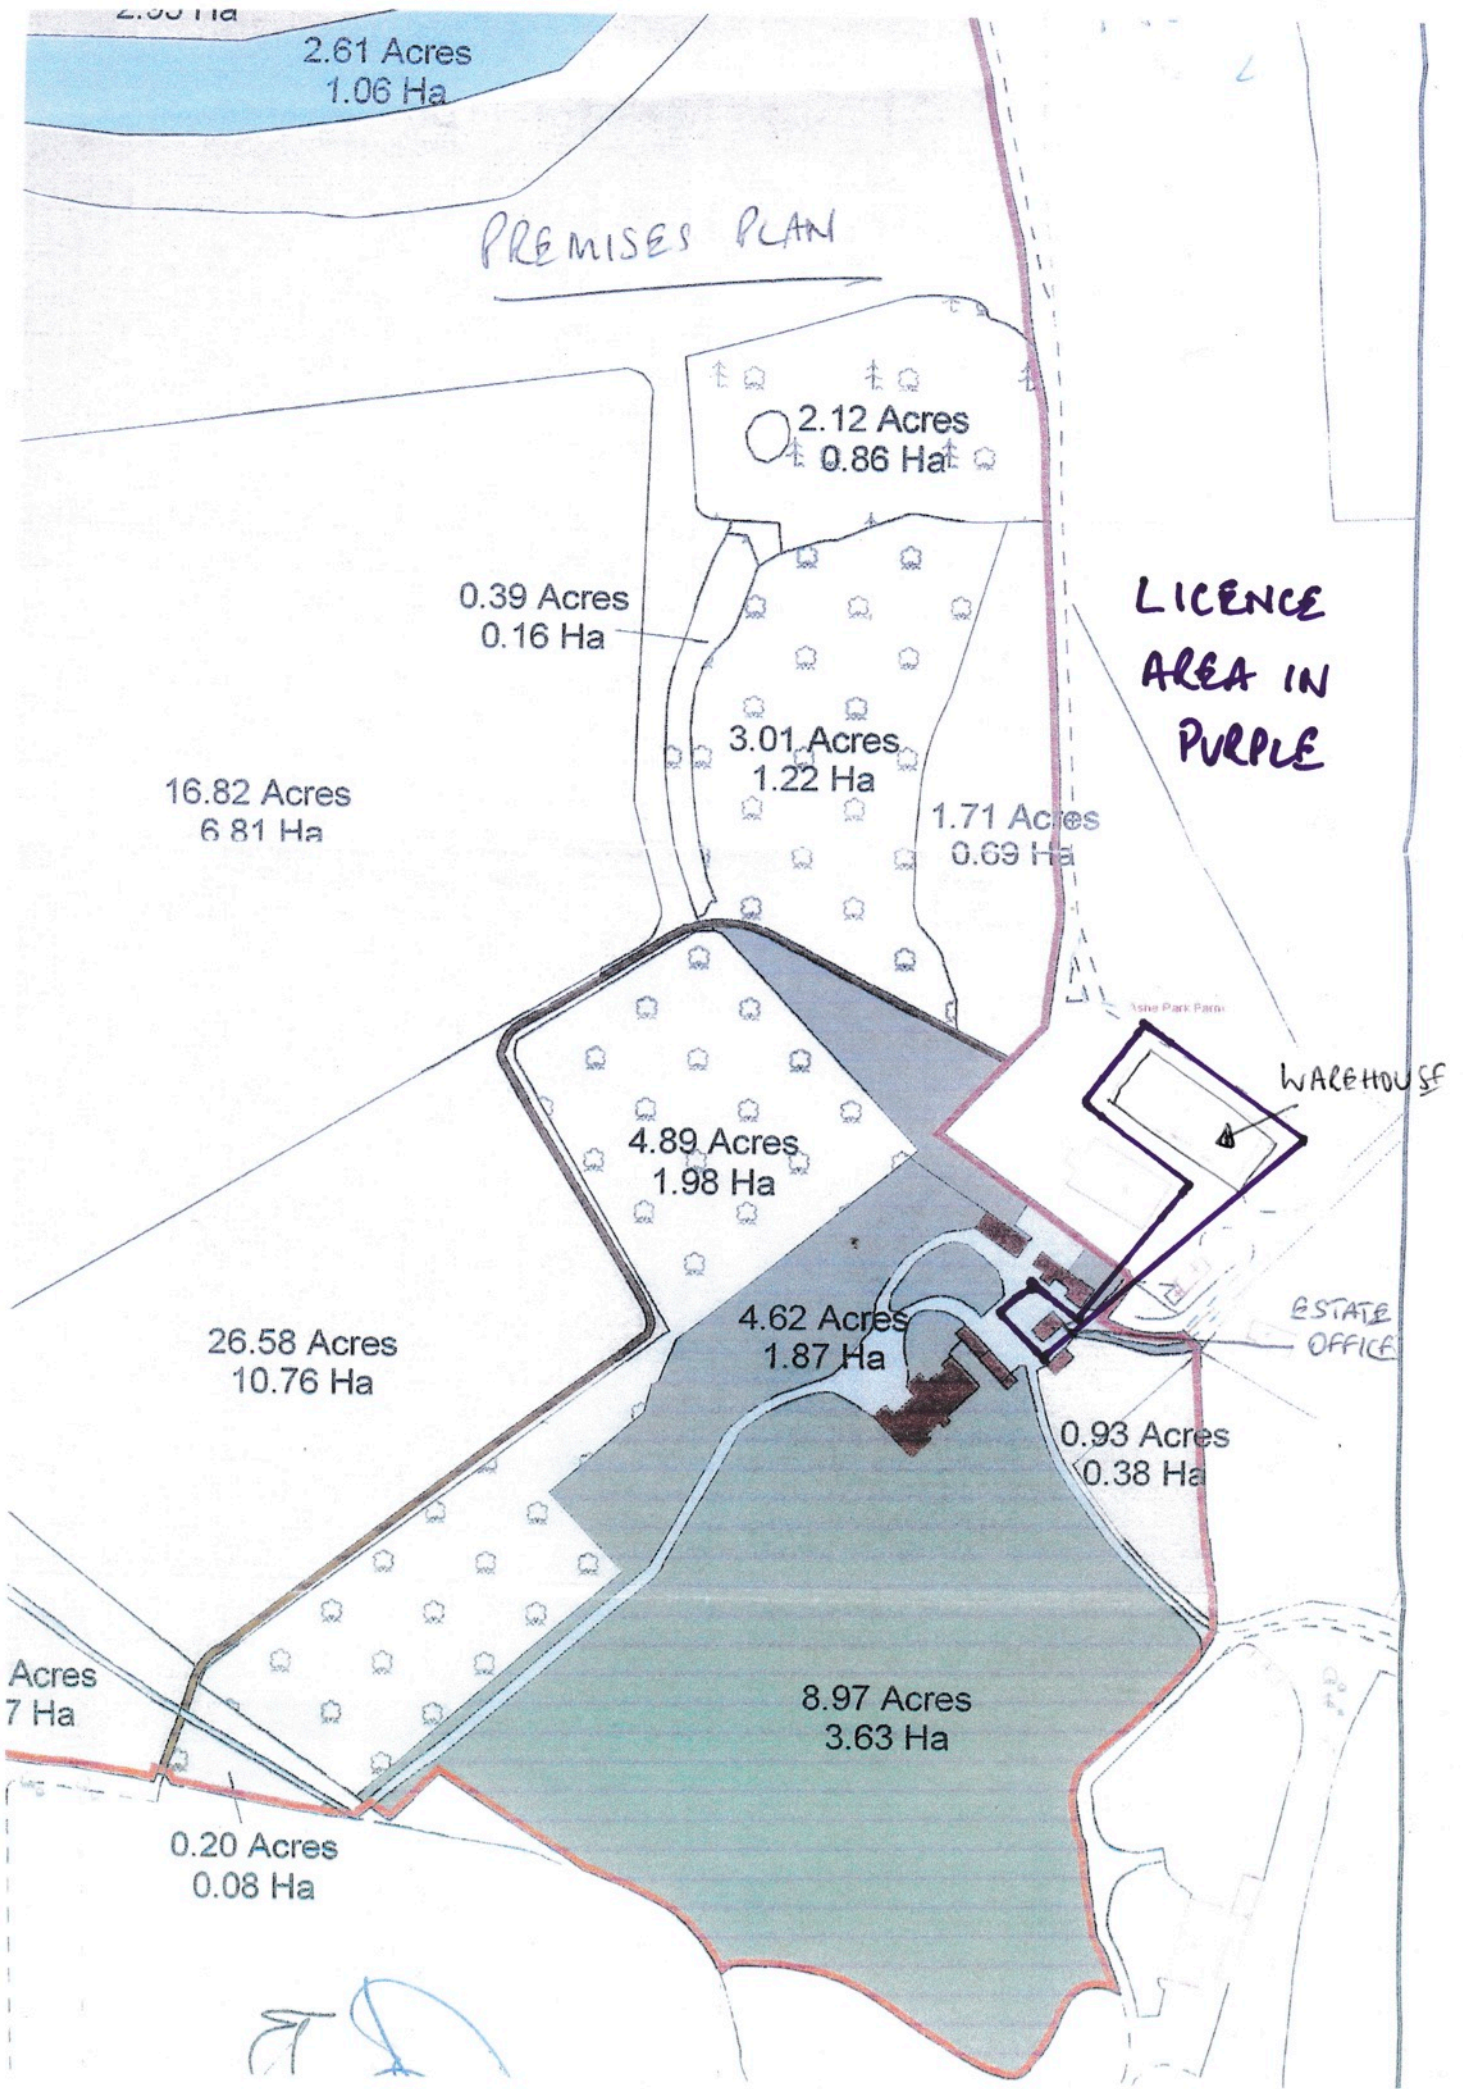 2.61 Acres
1.06 Ha
PREMISES PLAN
2.12 Acres
0.86 Ha
0.39 Acres
0.16 Ha
LICENCE
AREA IN
PURPLE
3.01 Acres
1.22 Ha
16.82 Acres
6.81 Ha
1.71 Acres
0.69 Ha
Park Farm
WAREHOUSE
4.89 Acres
1.98 Ha
ESTATE
OFFICE
4.62 Acres
1.87 Ha
26.58 Acres
10.76 Ha
0.93 Acres
0.38 Ha
Acres
7 Ha
8.97 Acres
3.63 Ha
0.20 Acres
0.08 Ha